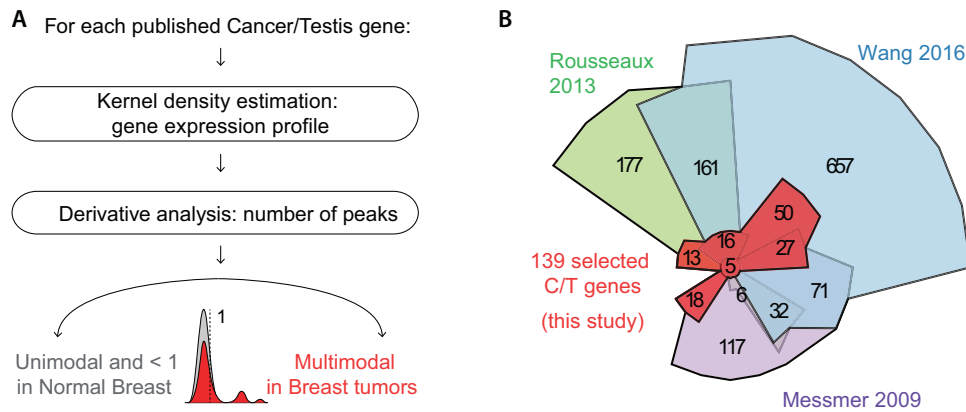 A
For each published Cancer/Testis gene:
Kernel density estimation:
gene expression profile
Derivative analysis: number of peaks
1
Unimodal and < 1
in Normal Breast
Multimodal
in Breast tumors
B
Rousseaux
2013
Wang 2016
177
161
657
50
16
27
13
5
139 selected
C/T genes
(this study)
18
6
71
32
117
Messmer 2009